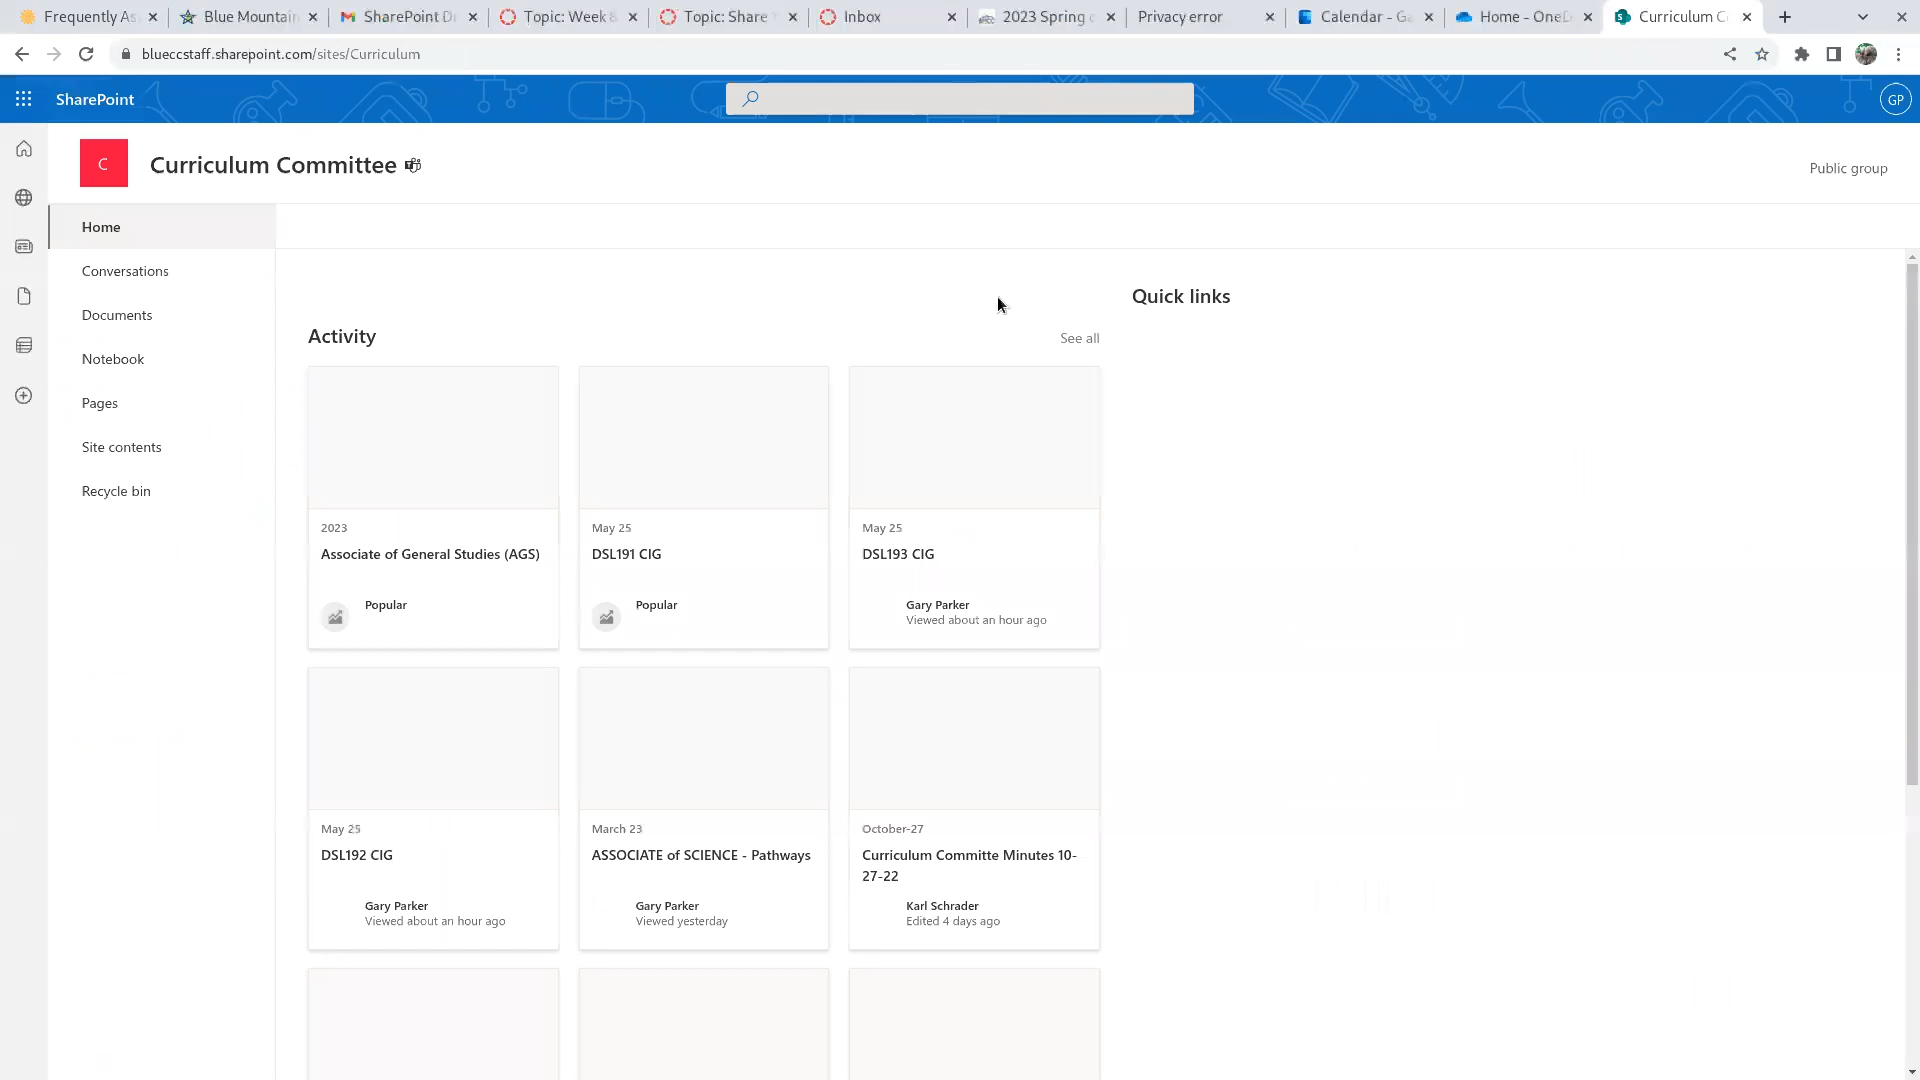 Frequently As
Blue Mountain
SharePoint Dr
Topic: Week 8
Topic: Share Y
Inbox
2023 Spring c
Privacy error
Calendar - Ga
Home - OneD
Curriculum C
blueccstaff.sharepoint.com/sites/Curriculum
SharePoint
GP
C
Curriculum Committee
Public group
Home
Conversations
Documents
Notebook
Pages
Site contents
Recycle bin
Quick links
Activity
See all
2023
Associate of General Studies (AGS)
Popular
May 25
DSL191 CIG
Popular
May 25
DSL193 CIG
Gary Parker
Viewed about an hour ago
May 25
DSL192 CIG
Gary Parker
Viewed about an hour ago
March 23
ASSOCIATE of SCIENCE - Pathways
Gary Parker
Viewed yesterday
October-27
Curriculum Committe Minutes 10-
27-22
Karl Schrader
Edited 4 days ago